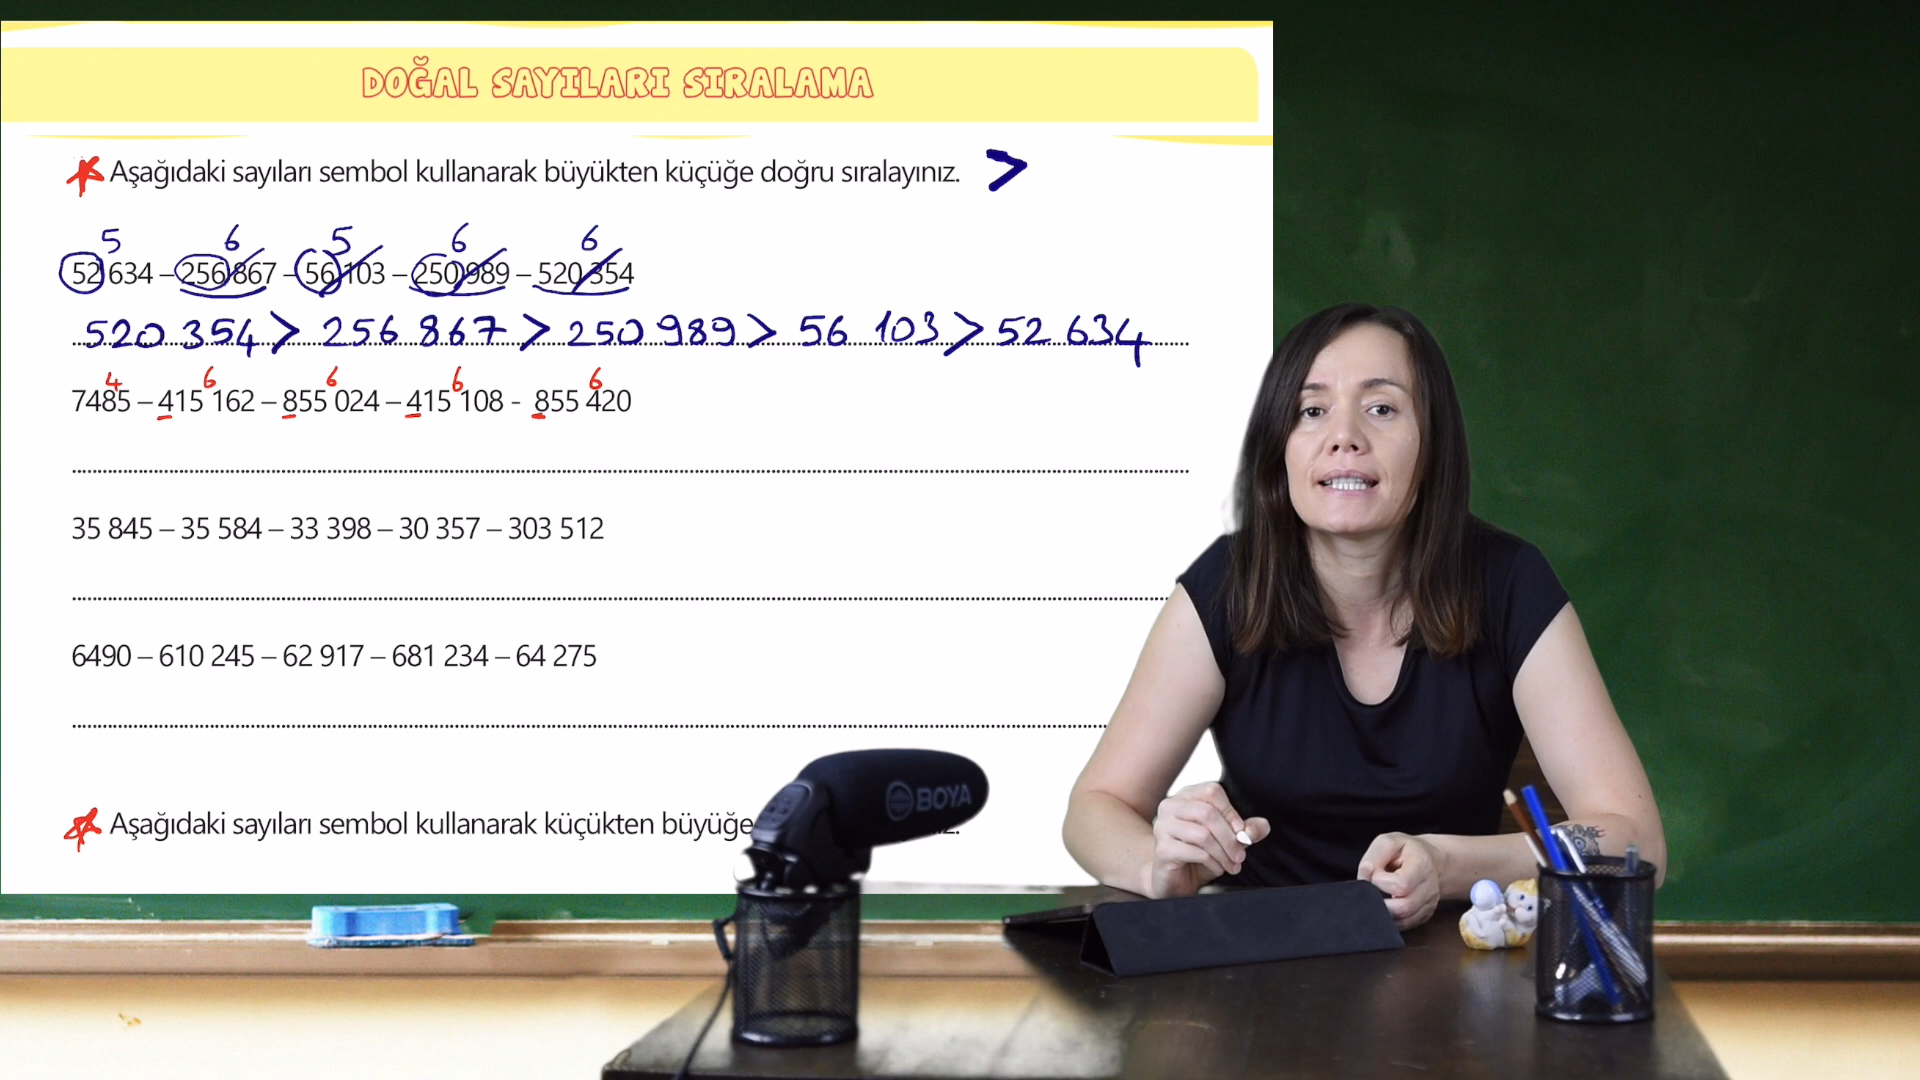 DOĞAL SAYILARI SIRALAMA
Aşağıdaki sayıları sembol kullanarak büyükten küçüğe doğru sıralayınız. >
5 6 5 6 6
52 634 – 256 867 – 56 103 – 250 989 – 520 354
520 354 > 256 867 > 250 989 > 56 103 > 52 634
4 6 6 6 6
7485 – 415 162 – 855 024 – 415 108 - 855 420
35 845 – 35 584 – 33 398 – 30 357 – 303 512
6490 – 610 245 – 62 917 – 681 234 – 64 275
Aşağıdaki sayıları sembol kullanarak küçükten büyüğe
BOYA